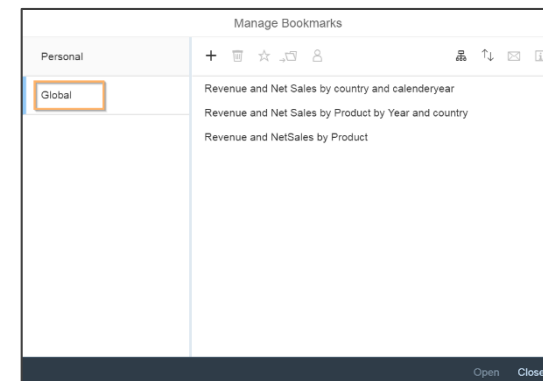 Manage Bookmarks
Personal
Global
Revenue and Net Sales by country and calenderyear
Revenue and Net Sales by Product by Year and country
Revenue and NetSales by Product
Open Close